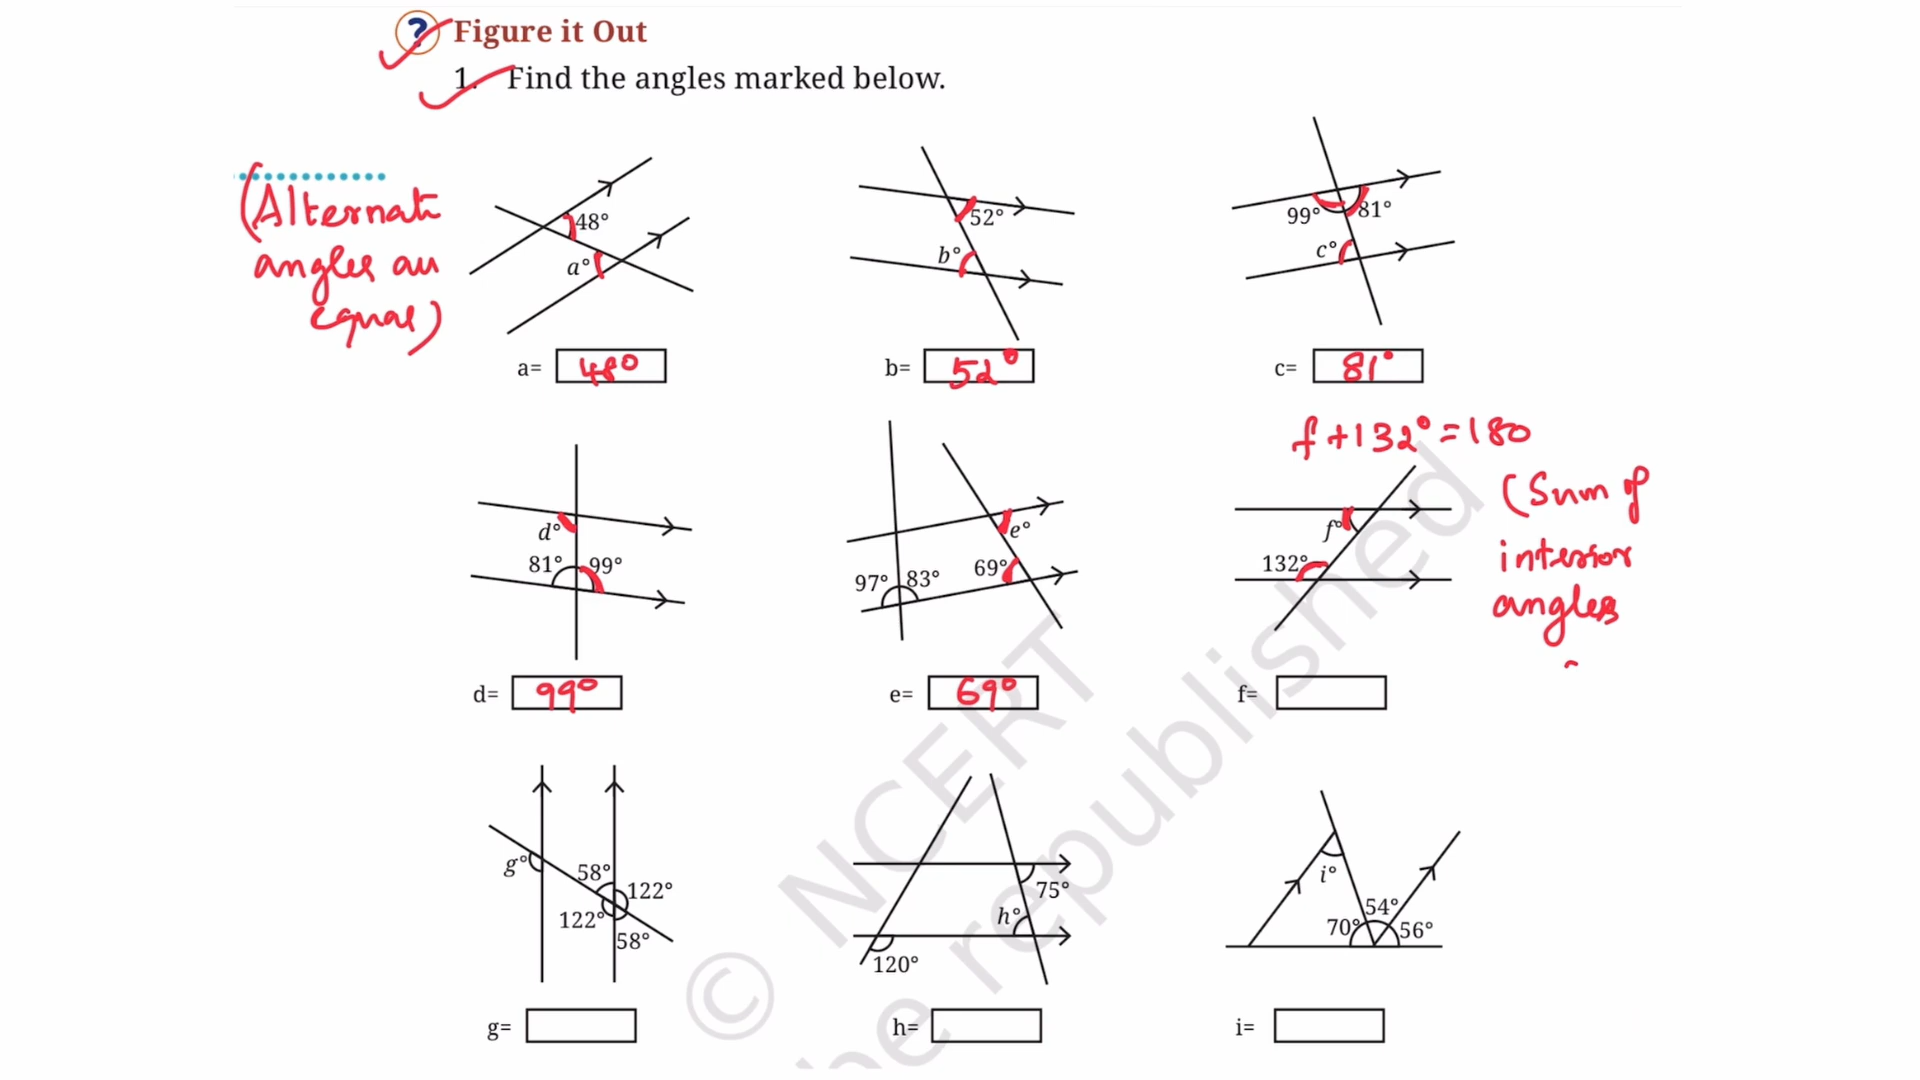 ? Figure it Out
1. Find the angles marked below.
(Alternate
angles are
equal)
48°
a°
a= 48°
52°
b°
b= 52°
99° 81°
c°
c= 81°
d°
81° 99°
d= 99°
e°
97° 83° 69°
e= 69°
f+132°=180
(Sum of
interior
angles
f°
132°
f=
g°
58°
122°
122°
58°
g=
75°
h°
120°
h=
i°
54°
70° 56°
i=
© NCERT
be republished